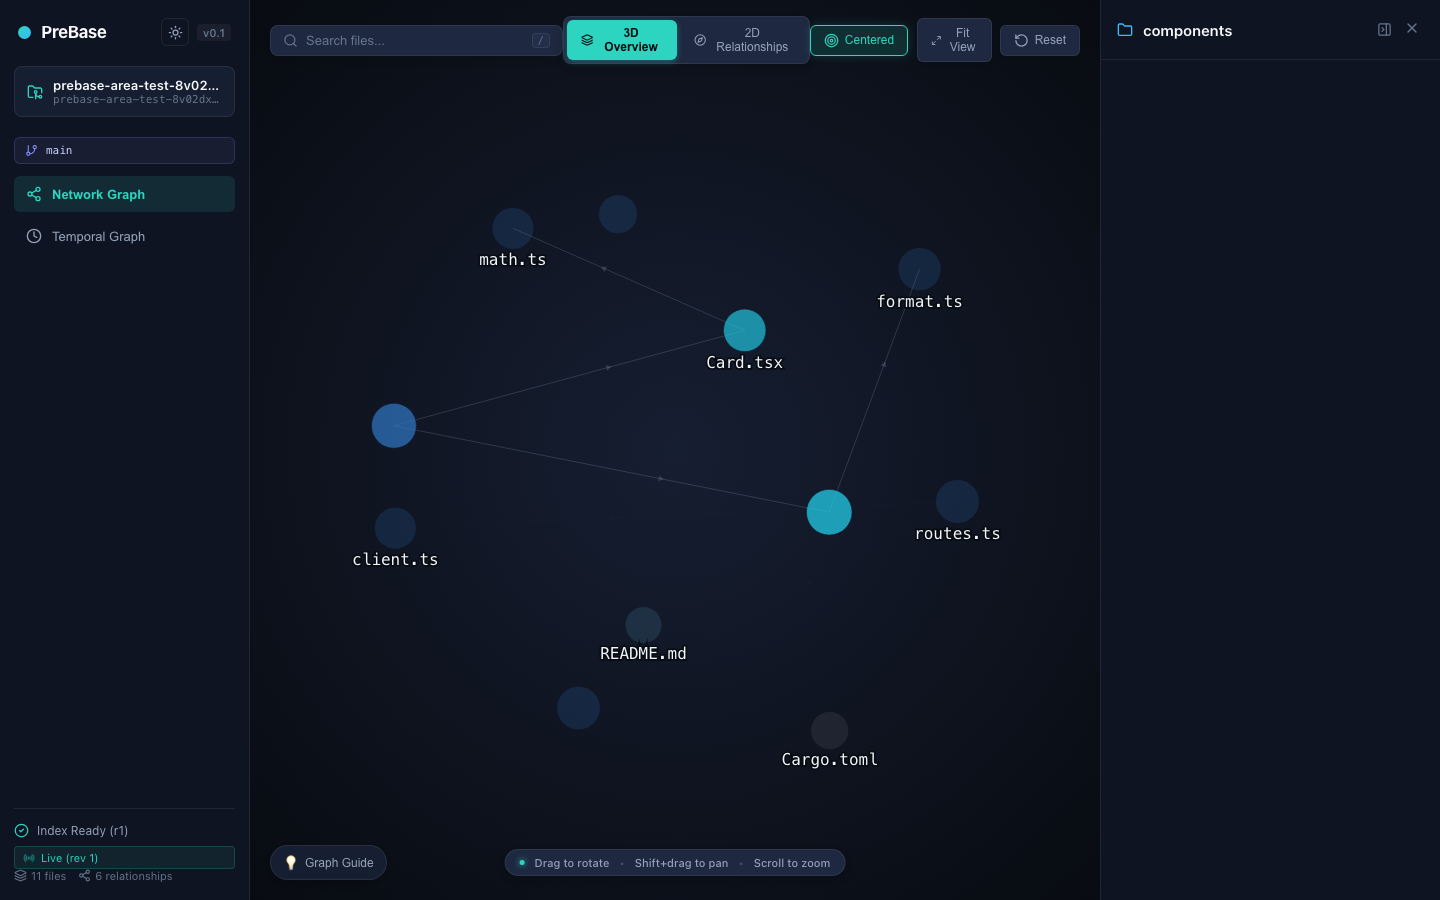 PreBase
v0.1
prebase-area-test-8v02...
prebase-area-test-8v02dx...
main
Network Graph
Temporal Graph
Index Ready (r1)
Live (rev 1)
11 files
6 relationships
Search files...
/
3D
Overview
2D
Relationships
Centered
Fit
View
Reset
math.ts
format.ts
Card.tsx
client.ts
routes.ts
README.md
Cargo.toml
Graph Guide
Drag to rotate · Shift+drag to pan · Scroll to zoom
components